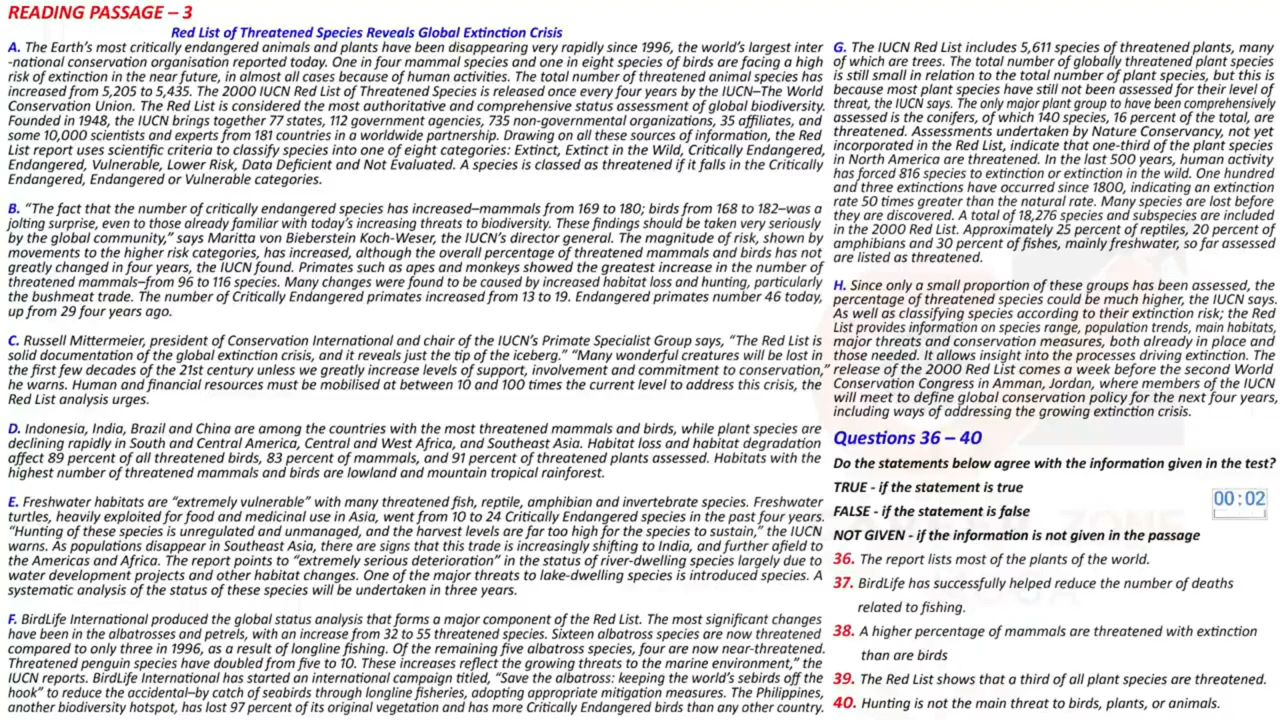 READING PASSAGE – 3
Red List of Threatened Species Reveals Global Extinction Crisis
A. The Earth's most critically endangered animals and plants have been disappearing very rapidly since 1996, the world's largest inter
-national conservation organisation reported today. One in four mammal species and one in eight species of birds are facing a high
risk of extinction in the near future, in almost all cases because of human activities. The total number of threatened animal species has
increased from 5,205 to 5,435. The 2000 IUCN Red List of Threatened Species is released once every four years by the IUCN–The World
Conservation Union. The Red List is considered the most authoritative and comprehensive status assessment of global biodiversity.
Founded in 1948, the IUCN brings together 77 states, 112 government agencies, 735 non-governmental organizations, 35 affiliates, and
some 10,000 scientists and experts from 181 countries in a worldwide partnership. Drawing on all these sources of information, the Red
List report uses scientific criteria to classify species into one of eight categories: Extinct, Extinct in the Wild, Critically Endangered,
Endangered, Vulnerable, Lower Risk, Data Deficient and Not Evaluated. A species is classed as threatened if it falls in the Critically
Endangered, Endangered or Vulnerable categories.
B. "The fact that the number of critically endangered species has increased–mammals from 169 to 180; birds from 168 to 182–was a
jolting surprise, even to those already familiar with today's increasing threats to biodiversity. These findings should be taken very seriously
by the global community," says Maritta von Bieberstein Koch-Weser, the IUCN's director general. The magnitude of risk, shown by
movements to the higher risk categories, has increased, although the overall percentage of threatened mammals and birds has not
greatly changed in four years, the IUCN found. Primates such as apes and monkeys showed the greatest increase in the number of
threatened mammals–from 96 to 116 species. Many changes were found to be caused by increased habitat loss and hunting, particularly
the bushmeat trade. The number of Critically Endangered primates increased from 13 to 19. Endangered primates number 46 today,
up from 29 four years ago.
C. Russell Mittermeier, president of Conservation International and chair of the IUCN's Primate Specialist Group says, "The Red List is
solid documentation of the global extinction crisis, and it reveals just the tip of the iceberg." "Many wonderful creatures will be lost in
the first few decades of the 21st century unless we greatly increase levels of support, involvement and commitment to conservation,"
he warns. Human and financial resources must be mobilised at between 10 and 100 times the current level to address this crisis, the
Red List analysis urges.
D. Indonesia, India, Brazil and China are among the countries with the most threatened mammals and birds, while plant species are
declining rapidly in South and Central America, Central and West Africa, and Southeast Asia. Habitat loss and habitat degradation
affect 89 percent of all threatened birds, 83 percent of mammals, and 91 percent of threatened plants assessed. Habitats with the
highest number of threatened mammals and birds are lowland and mountain tropical rainforest.
E. Freshwater habitats are "extremely vulnerable" with many threatened fish, reptile, amphibian and invertebrate species. Freshwater
turtles, heavily exploited for food and medicinal use in Asia, went from 10 to 24 Critically Endangered species in the past four years.
"Hunting of these species is unregulated and unmanaged, and the harvest levels are far too high for the species to sustain," the IUCN
warns. As populations disappear in Southeast Asia, there are signs that this trade is increasingly shifting to India, and further afield to
the Americas and Africa. The report points to "extremely serious deterioration" in the status of river-dwelling species largely due to
water development projects and other habitat changes. One of the major threats to lake-dwelling species is introduced species. A
systematic analysis of the status of these species will be undertaken in three years.
F. BirdLife International produced the global status analysis that forms a major component of the Red List. The most significant changes
have been in the albatrosses and petrels, with an increase from 32 to 55 threatened species. Sixteen albatross species are now threatened
compared to only three in 1996, as a result of longline fishing. Of the remaining five albatross species, four are now near-threatened.
Threatened penguin species have doubled from five to 10. These increases reflect the growing threats to the marine environment," the
IUCN reports. BirdLife International has started an international campaign titled, "Save the albatross: keeping the world's sebirds off the
hook" to reduce the accidental–by catch of seabirds through longline fisheries, adopting appropriate mitigation measures. The Philippines,
another biodiversity hotspot, has lost 97 percent of its original vegetation and has more Critically Endangered birds than any other country.
G. The IUCN Red List includes 5,611 species of threatened plants, many
of which are trees. The total number of globally threatened plant species
is still small in relation to the total number of plant species, but this is
because most plant species have still not been assessed for their level of
threat, the IUCN says. The only major plant group to have been comprehensively
assessed is the conifers, of which 140 species, 16 percent of the total, are
threatened. Assessments undertaken by Nature Conservancy, not yet
incorporated in the Red List, indicate that one-third of the plant species
in North America are threatened. In the last 500 years, human activity
has forced 816 species to extinction or extinction in the wild. One hundred
and three extinctions have occurred since 1800, indicating an extinction
rate 50 times greater than the natural rate. Many species are lost before
they are discovered. A total of 18,276 species and subspecies are included
in the 2000 Red List. Approximately 25 percent of reptiles, 20 percent of
amphibians and 30 percent of fishes, mainly freshwater, so far assessed
are listed as threatened.
H. Since only a small proportion of these groups has been assessed, the
percentage of threatened species could be much higher, the IUCN says.
As well as classifying species according to their extinction risk; the Red
List provides information on species range, population trends, main habitats,
major threats and conservation measures, both already in place and
those needed. It allows insight into the processes driving extinction. The
release of the 2000 Red List comes a week before the second World
Conservation Congress in Amman, Jordan, where members of the IUCN
will meet to define global conservation policy for the next four years,
including ways of addressing the growing extinction crisis.
Questions 36 – 40
Do the statements below agree with the information given in the test?
TRUE - if the statement is true
FALSE - if the statement is false
NOT GIVEN - if the information is not given in the passage
00:02
36. The report lists most of the plants of the world.
37. BirdLife has successfully helped reduce the number of deaths
related to fishing.
38. A higher percentage of mammals are threatened with extinction
than are birds
39. The Red List shows that a third of all plant species are threatened.
40. Hunting is not the main threat to birds, plants, or animals.